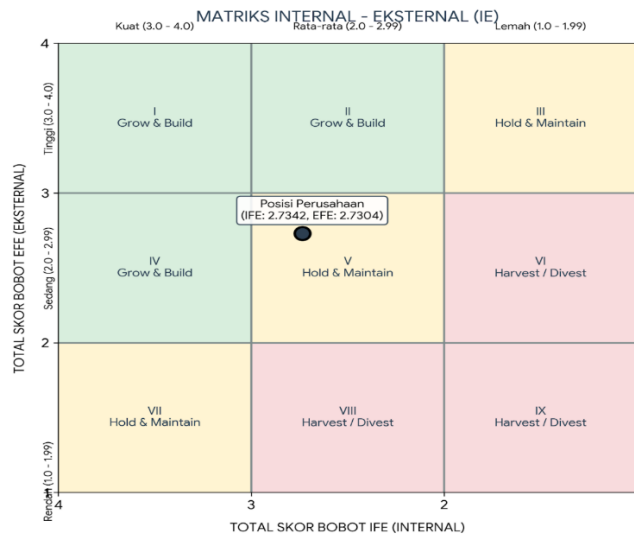 MATRIKS INTERNAL - EKSTERNAL (IE)
Kuat (3.0 - 4.0)
Rata-rata (2.0 - 2.99)
Lemah (1.0 - 1.99)
4
Tinggi (3.0 - 4.0)
I
Grow & Build
II
Grow & Build
III
Hold & Maintain
3
TOTAL SKOR BOBOT EFE (EKSTERNAL)
Sedang (2.0 - 2.99)
Posisi Perusahaan
(IFE: 2.7342, EFE: 2.7304)
IV
Grow & Build
V
Hold & Maintain
VI
Harvest / Divest
2
VII
Hold & Maintain
VIII
Harvest / Divest
IX
Harvest / Divest
Rendah (1.0 - 1.99)
1
4
3
2
TOTAL SKOR BOBOT IFE (INTERNAL)